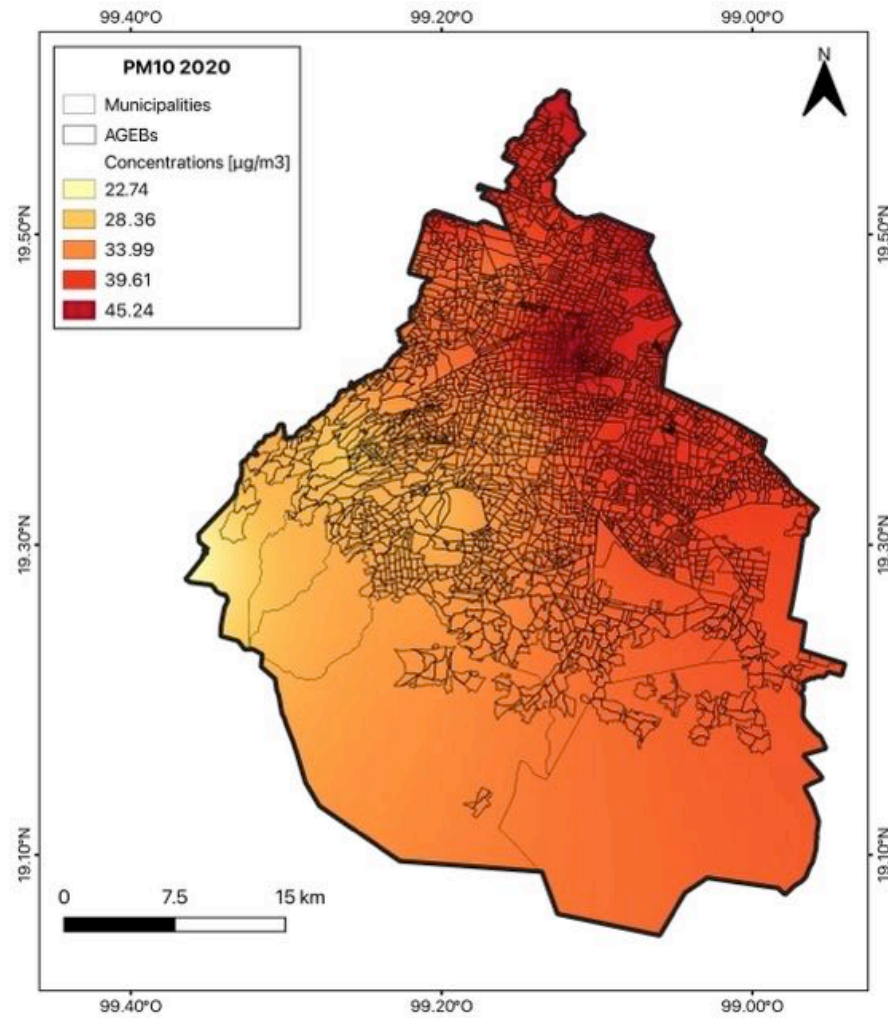 99.40°O 99.20°O 99.00°O
PM10 2020
Municipalities
AGEBs
Concentrations [µg/m3]
22.74
28.36
33.99
39.61
45.24
N
19.50°N 19.50°N
19.30°N 19.30°N
19.10°N 19.10°N
0 7.5 15 km
99.40°O 99.20°O 99.00°O